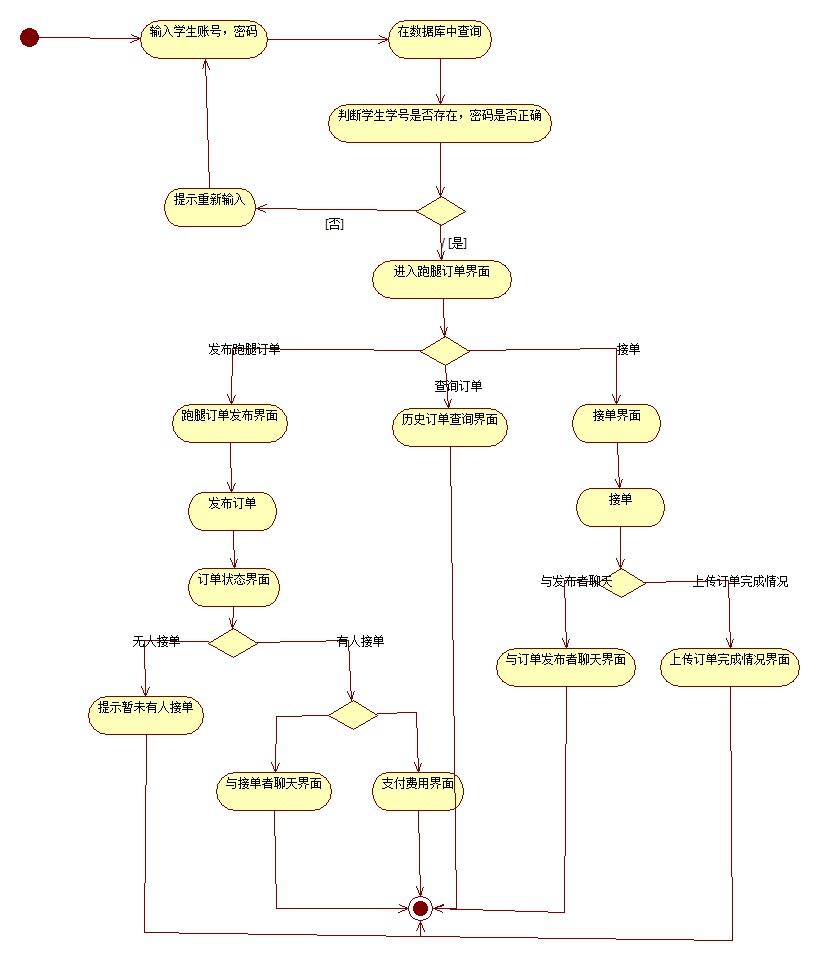 输入学生账号，密码
在数据库中查询
判断学生学号是否存在，密码是否正确
提示重新输入
[否]
[是]
进入跑腿订单界面
发布跑腿订单
接单
查询订单
跑腿订单发布界面
历史订单查询界面
接单界面
发布订单
接单
订单状态界面
与发布者聊天
上传订单完成情况
无人接单
有人接单
与订单发布者聊天界面
上传订单完成情况界面
提示暂未有人接单
与接单者聊天界面
支付费用界面